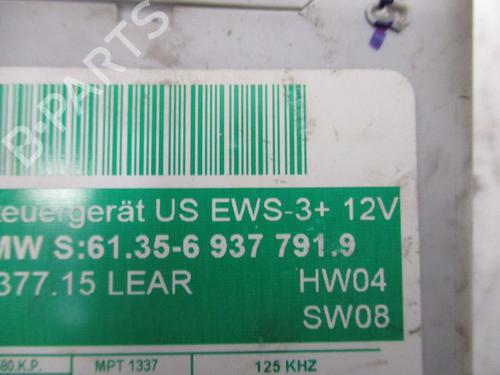 B-PARTS
teuergerät US EWS-3+ 12V
MW S:61.35-6 937 791.9
377.15 LEAR HW04
SW08
680.K.P. MPT 1337 125 KHZ